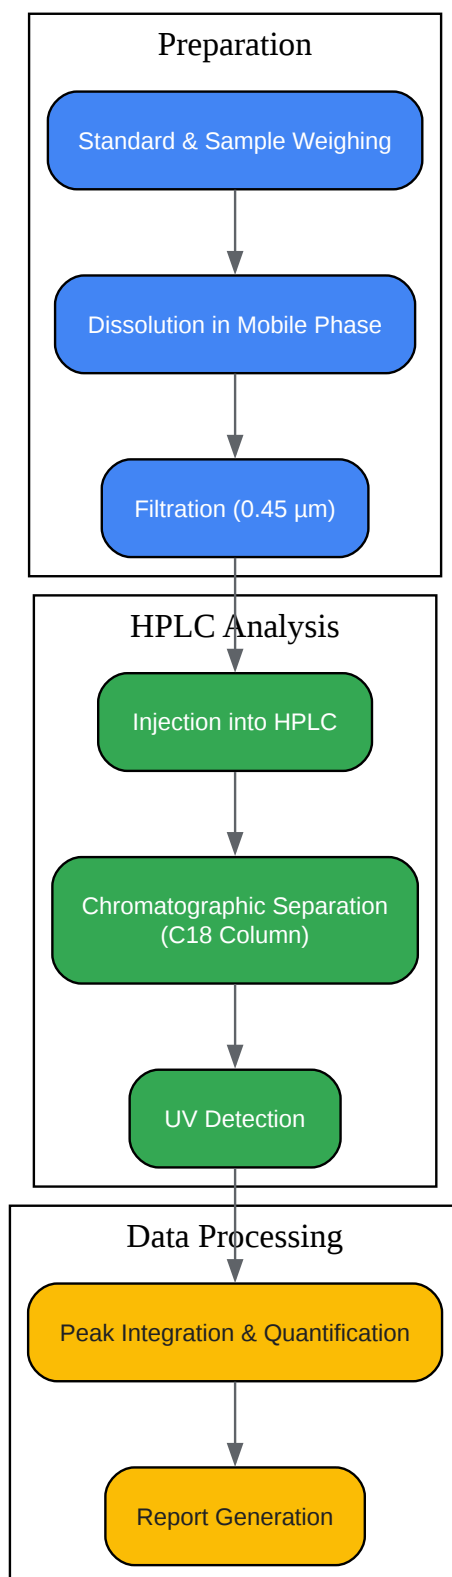 Preparation
Standard & Sample Weighing
Dissolution in Mobile Phase
Filtration (0.45 µm)
HPLC Analysis
Injection into HPLC
Chromatographic Separation
(C18 Column)
UV Detection
Data Processing
Peak Integration & Quantification
Report Generation